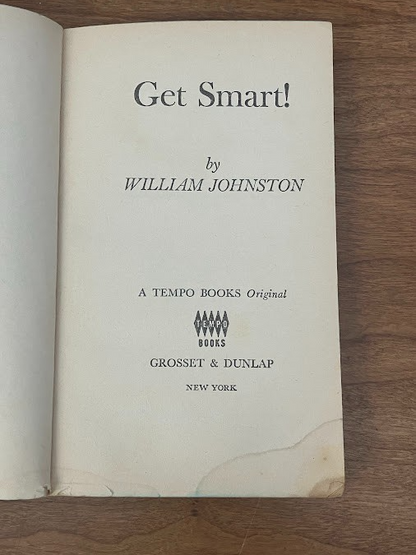 Get Smart!
by
WILLIAM JOHNSTON
A TEMPO BOOKS Original
TEMPO
BOOKS
GROSSET & DUNLAP
NEW YORK